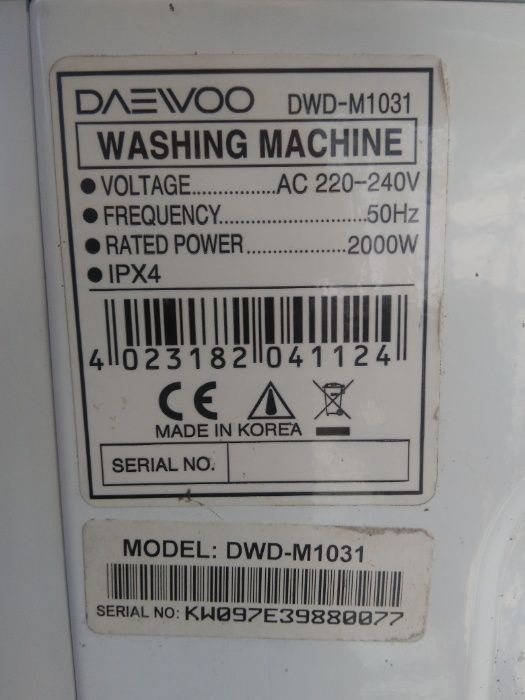 DAEWOO DWD-M1031
WASHING MACHINE
● VOLTAGE................AC 220-240V
● FREQUENCY............................50Hz
● RATED POWER...................2000W
● IPX4
4 023182 041124
CE
MADE IN KOREA
SERIAL NO.
MODEL: DWD-M1031
SERIAL NO: KW097E39880077